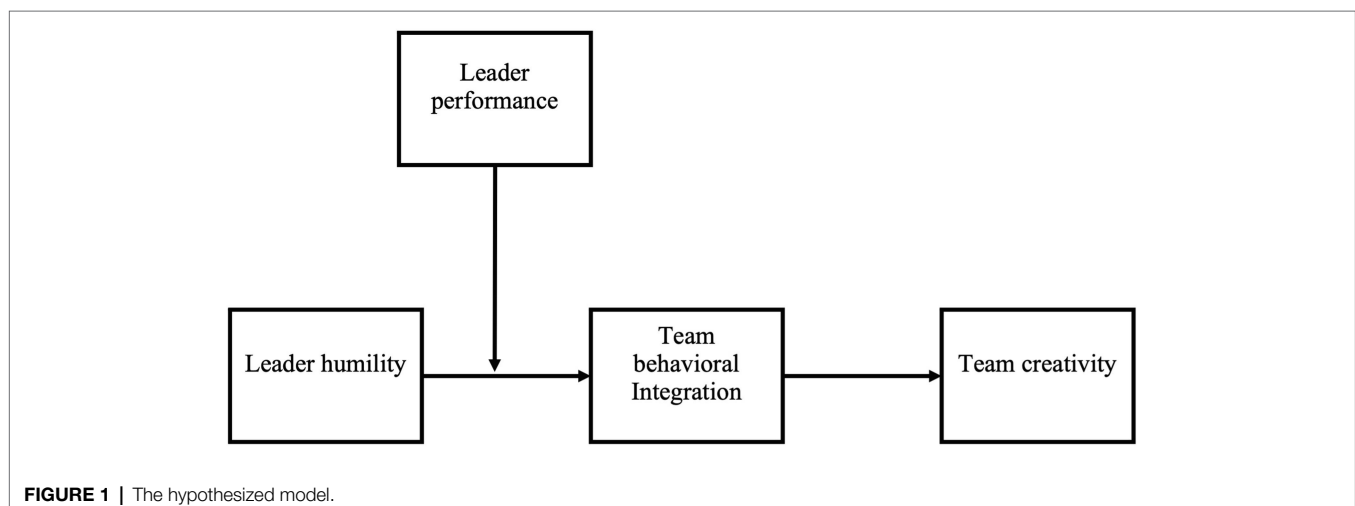 Leader
performance
Leader humility
Team
behavioral
Integration
Team creativity
FIGURE 1 | The hypothesized model.